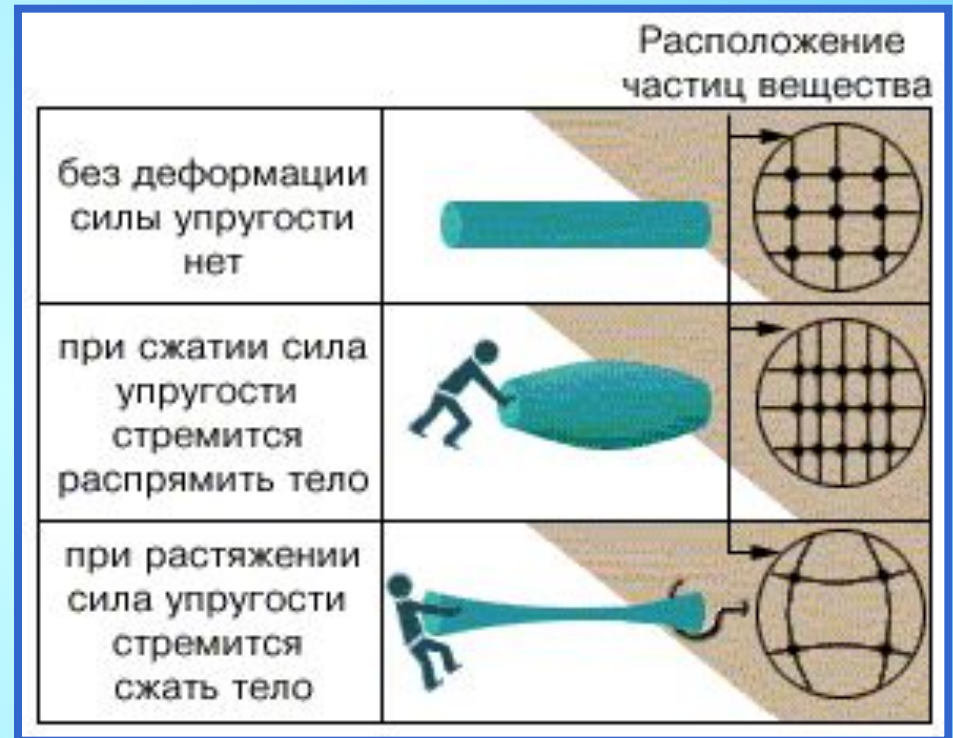 Расположение
частиц вещества
без деформации
силы упругости
нет
при сжатии сила
упругости
стремится
распрямить тело
при растяжении
сила упругости
стремится
сжать тело